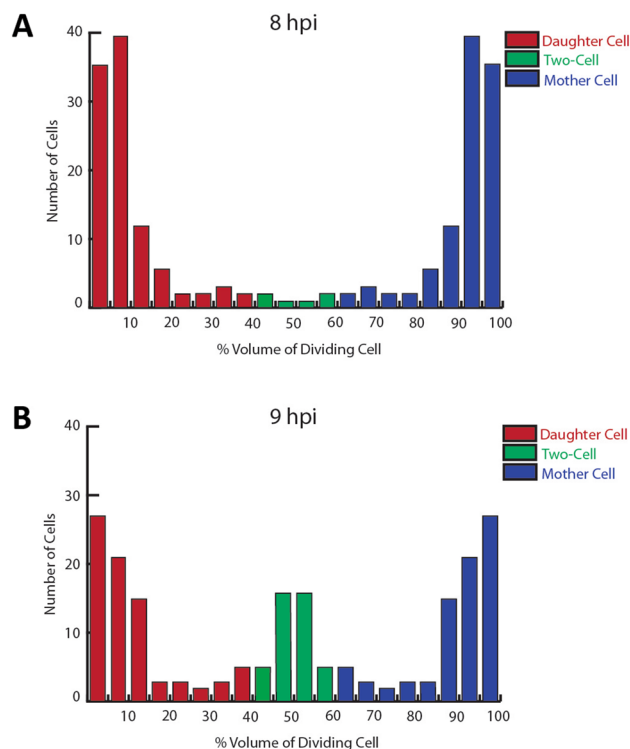 A
8 hpi
Daughter Cell
Two-Cell
Mother Cell
Number of Cells
40
30
20
10
0
10 20 30 40 50 60 70 80 90 100
% Volume of Dividing Cell
B
9 hpi
Daughter Cell
Two-Cell
Mother Cell
Number of Cells
40
30
20
10
0
10 20 30 40 50 60 70 80 90 100
% Volume of Dividing Cell